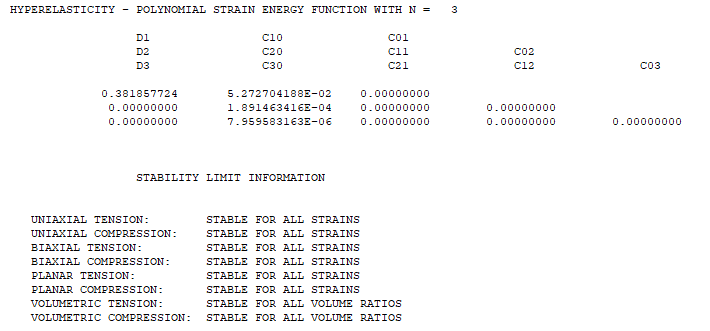 HYPERELASTICITY - POLYNOMIAL STRAIN ENERGY FUNCTION WITH N = 3
D1 C10 C01
D2 C20 C11 C02
D3 C30 C21 C12 C03
0.381857724 5.272704188E-02 0.00000000
0.00000000 1.891463416E-04 0.00000000 0.00000000
0.00000000 7.959583163E-06 0.00000000 0.00000000 0.00000000
STABILITY LIMIT INFORMATION
UNIAXIAL TENSION: STABLE FOR ALL STRAINS
UNIAXIAL COMPRESSION: STABLE FOR ALL STRAINS
BIAXIAL TENSION: STABLE FOR ALL STRAINS
BIAXIAL COMPRESSION: STABLE FOR ALL STRAINS
PLANAR TENSION: STABLE FOR ALL STRAINS
PLANAR COMPRESSION: STABLE FOR ALL STRAINS
VOLUMETRIC TENSION: STABLE FOR ALL VOLUME RATIOS
VOLUMETRIC COMPRESSION: STABLE FOR ALL VOLUME RATIOS